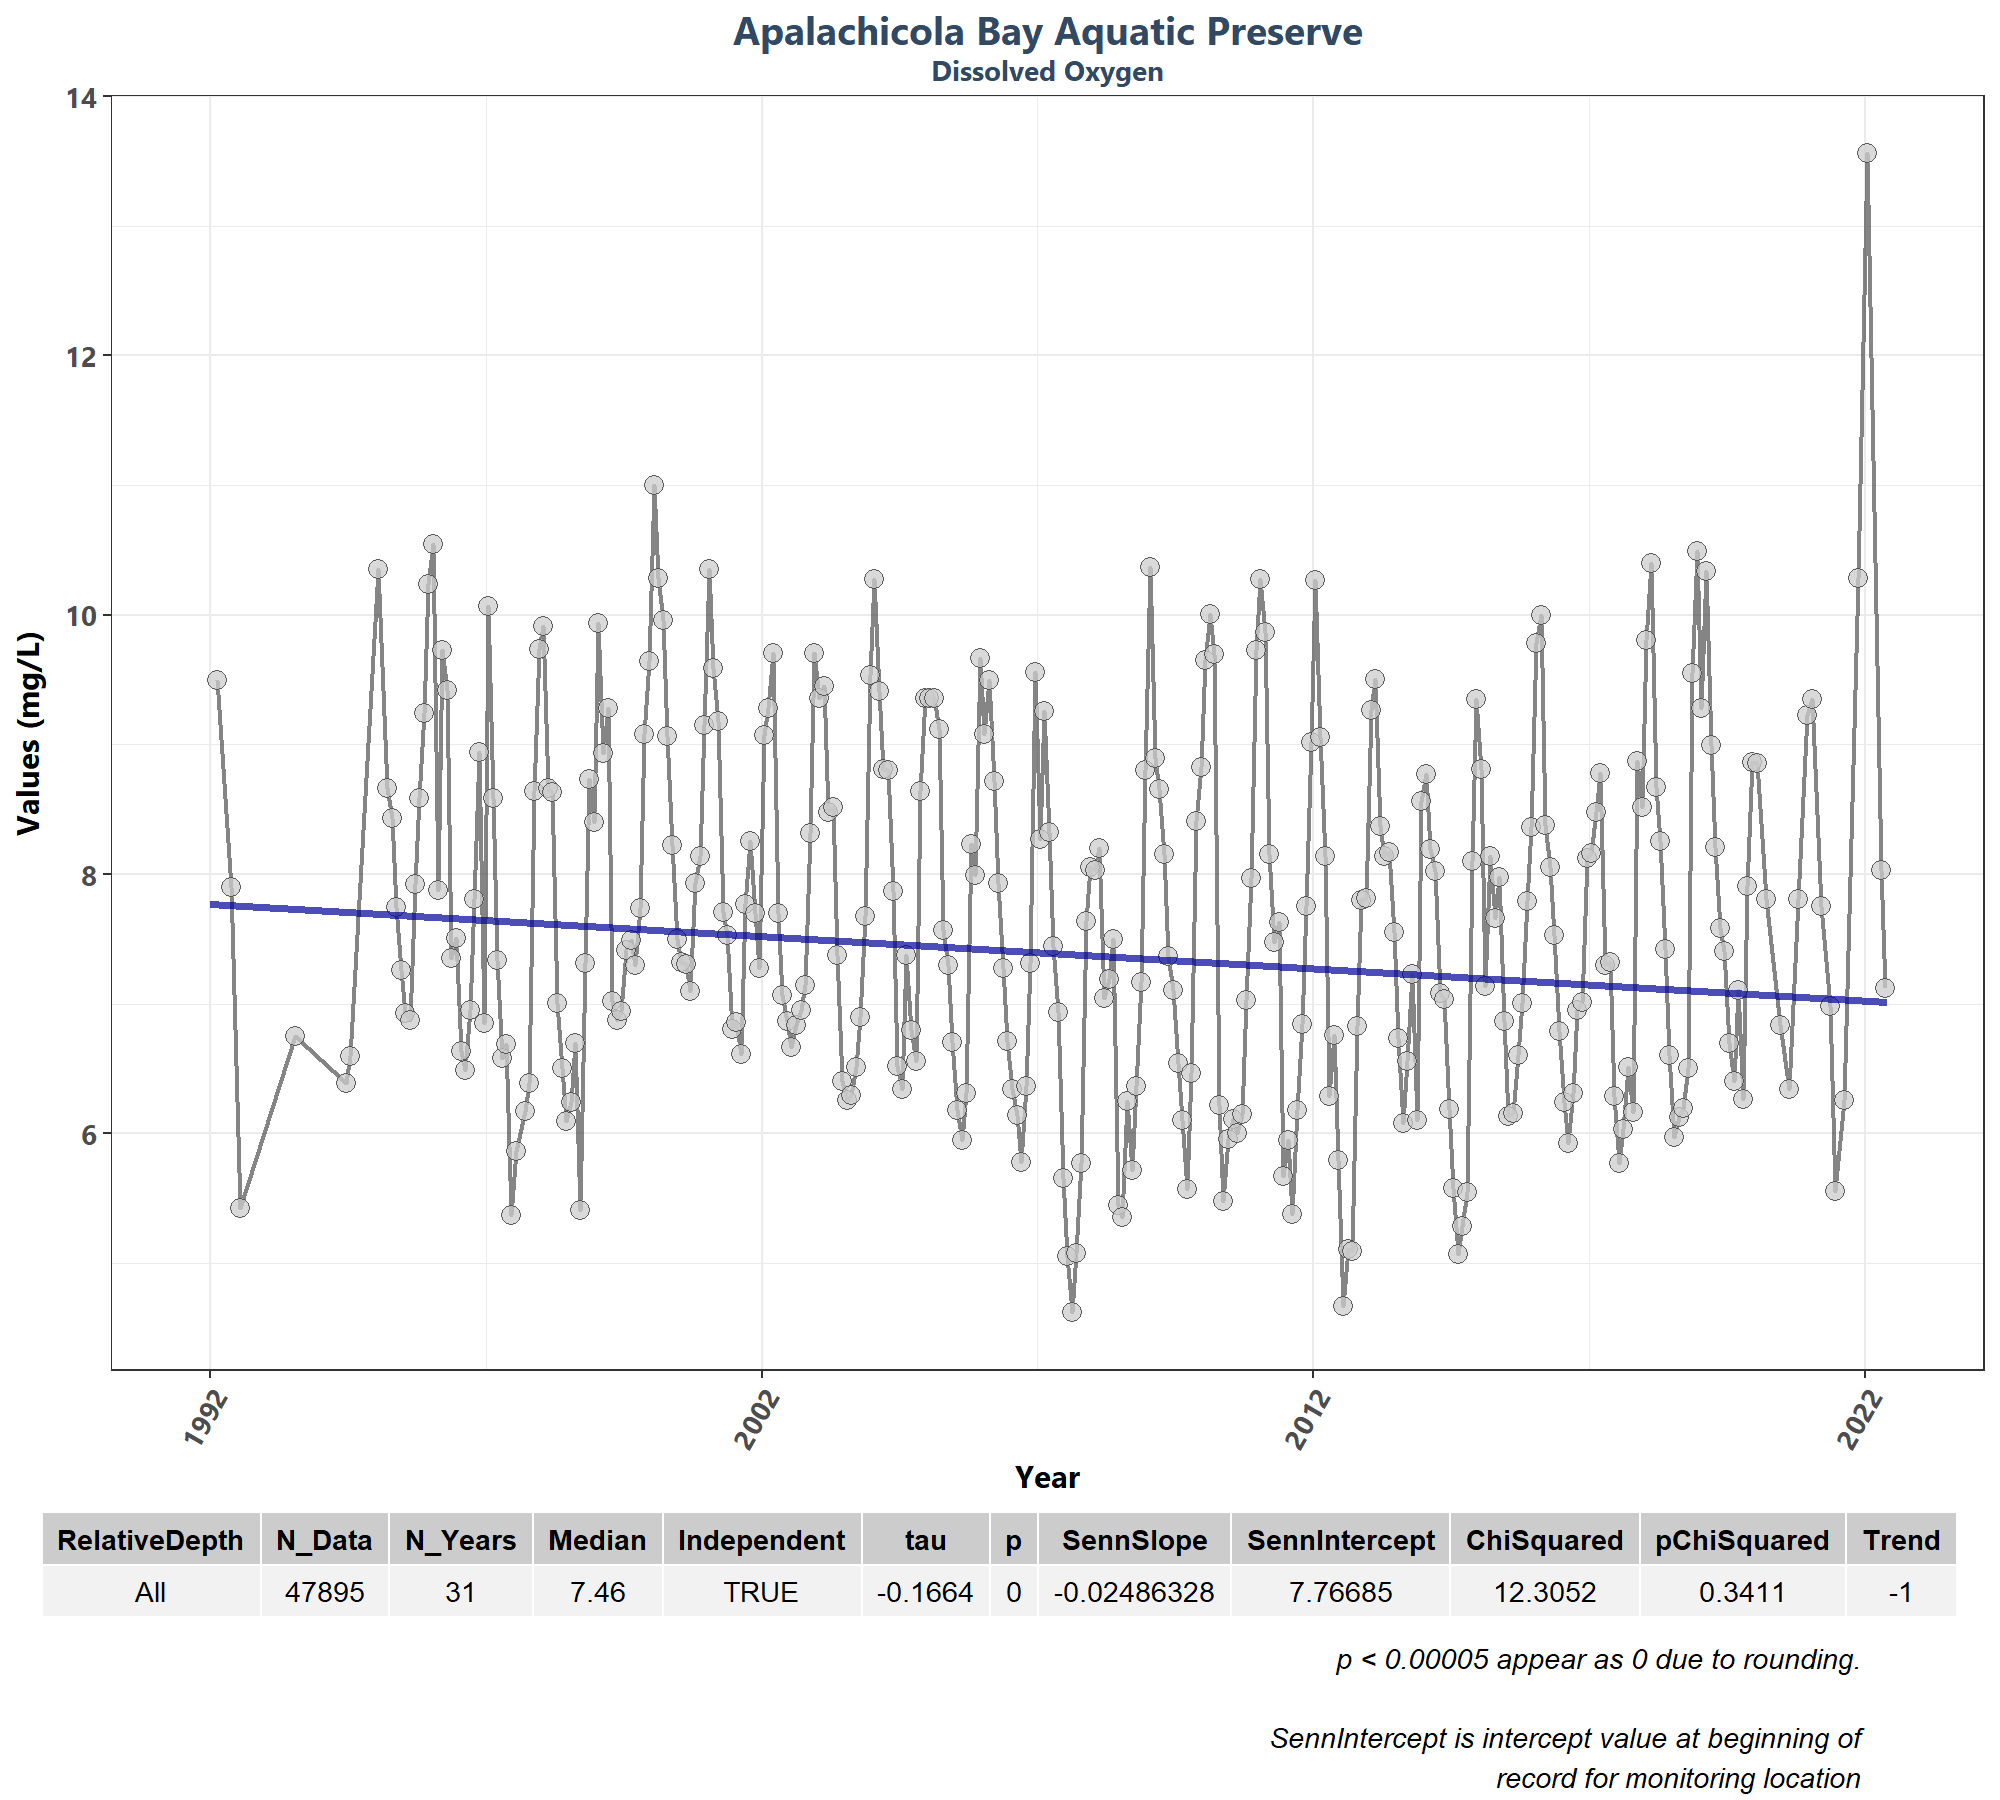 Apalachicola Bay Aquatic Preserve
Dissolved Oxygen
14
12
10
8
6
Values (mg/L)
1992
2002
2012
2022
Year
RelativeDepth N_Data N_Years Median Independent tau p SennSlope SennIntercept ChiSquared pChiSquared Trend
All 47895 31 7.46 TRUE -0.1664 0 -0.02486328 7.76685 12.3052 0.3411 -1
p < 0.00005 appear as 0 due to rounding.
SennIntercept is intercept value at beginning of
record for monitoring location